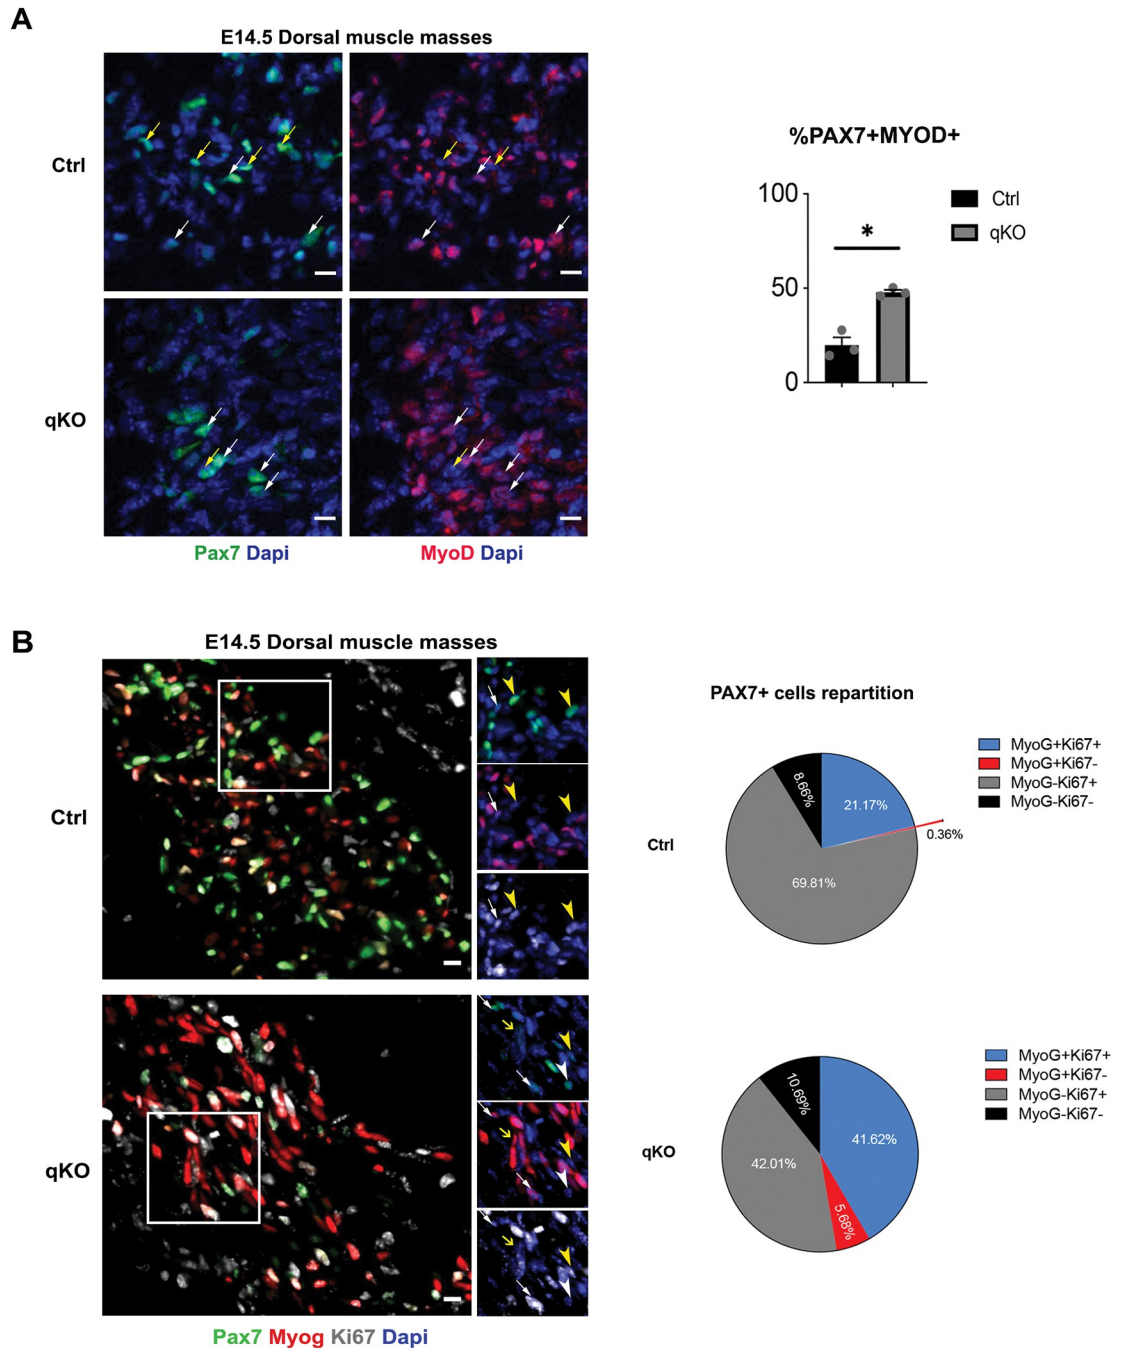 A
E14.5 Dorsal muscle masses
Ctrl
qKO
Pax7 Dapi
MyoD Dapi
%PAX7+MYOD+
100
50
0
*
Ctrl
qKO
B
E14.5 Dorsal muscle masses
Ctrl
qKO
Pax7 Myog Ki67 Dapi
PAX7+ cells repartition
Ctrl
8.66%
21.17%
0.36%
69.81%
MyoG+Ki67+
MyoG+Ki67-
MyoG-Ki67+
MyoG-Ki67-
qKO
10.69%
41.62%
42.01%
5.68%
MyoG+Ki67+
MyoG+Ki67-
MyoG-Ki67+
MyoG-Ki67-